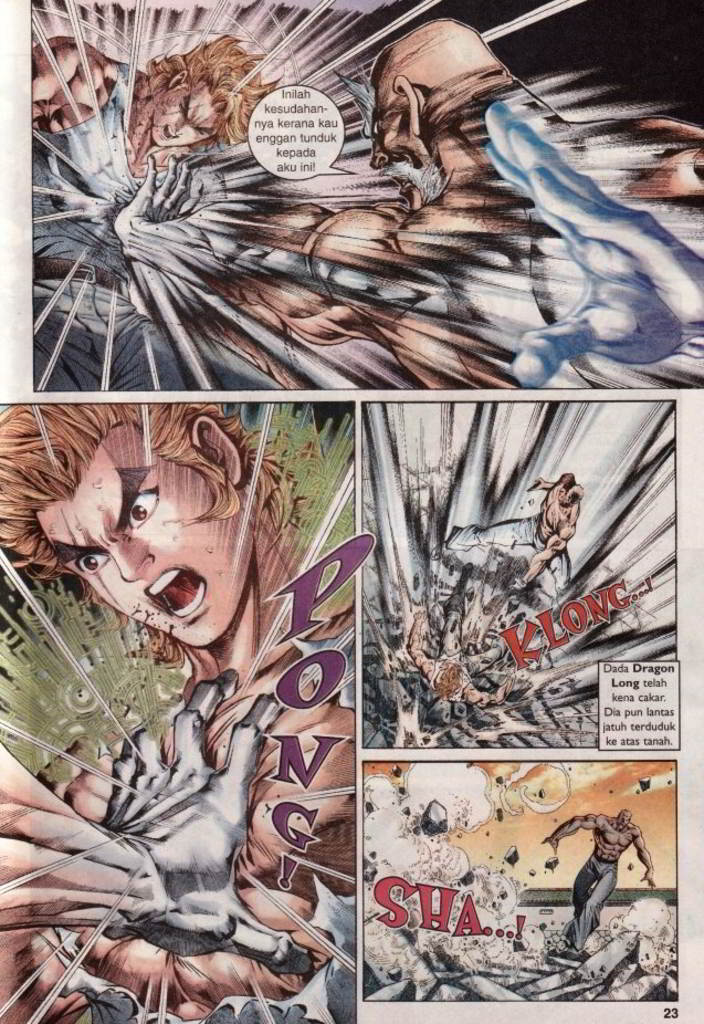 Inilah
kesudahan-
nya kerana kau
enggan tunduk
kepada
aku ini!
PONG!
KLONG...!
Dada Dragon
Long telah
kena cakar.
Dia pun lantas
jatuh terduduk
ke atas tanah.
SHA...!
23